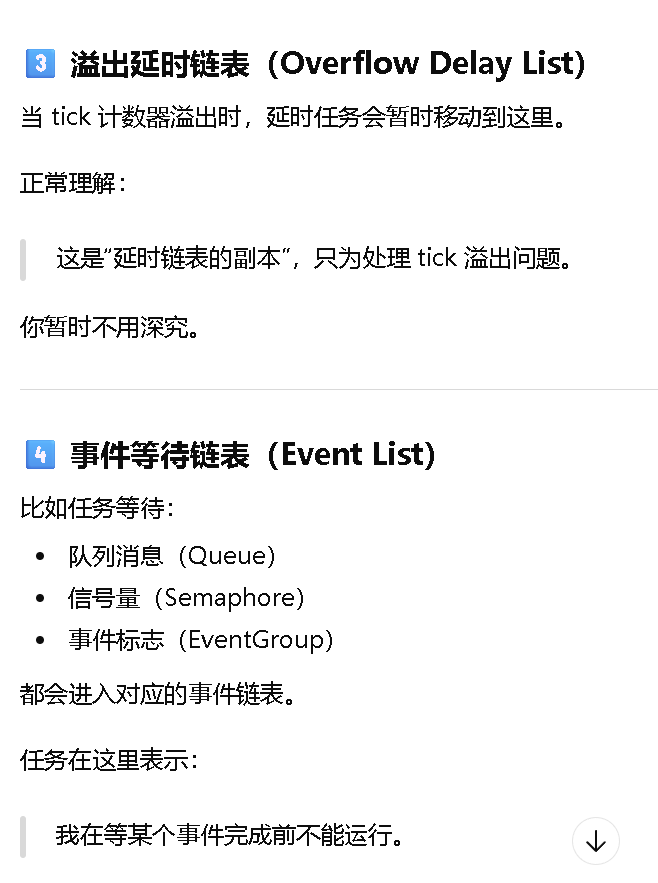 3 溢出延时链表（Overflow Delay List）
当 tick 计数器溢出时，延时任务会暂时移动到这里。
正常理解：
这是“延时链表的副本”，只为处理 tick 溢出问题。
你暂时不用深究。
4 事件等待链表（Event List）
比如任务等待：
• 队列消息（Queue）
• 信号量（Semaphore）
• 事件标志（EventGroup）
都会进入对应的事件链表。
任务在这里表示：
我在等某个事件完成前不能运行。